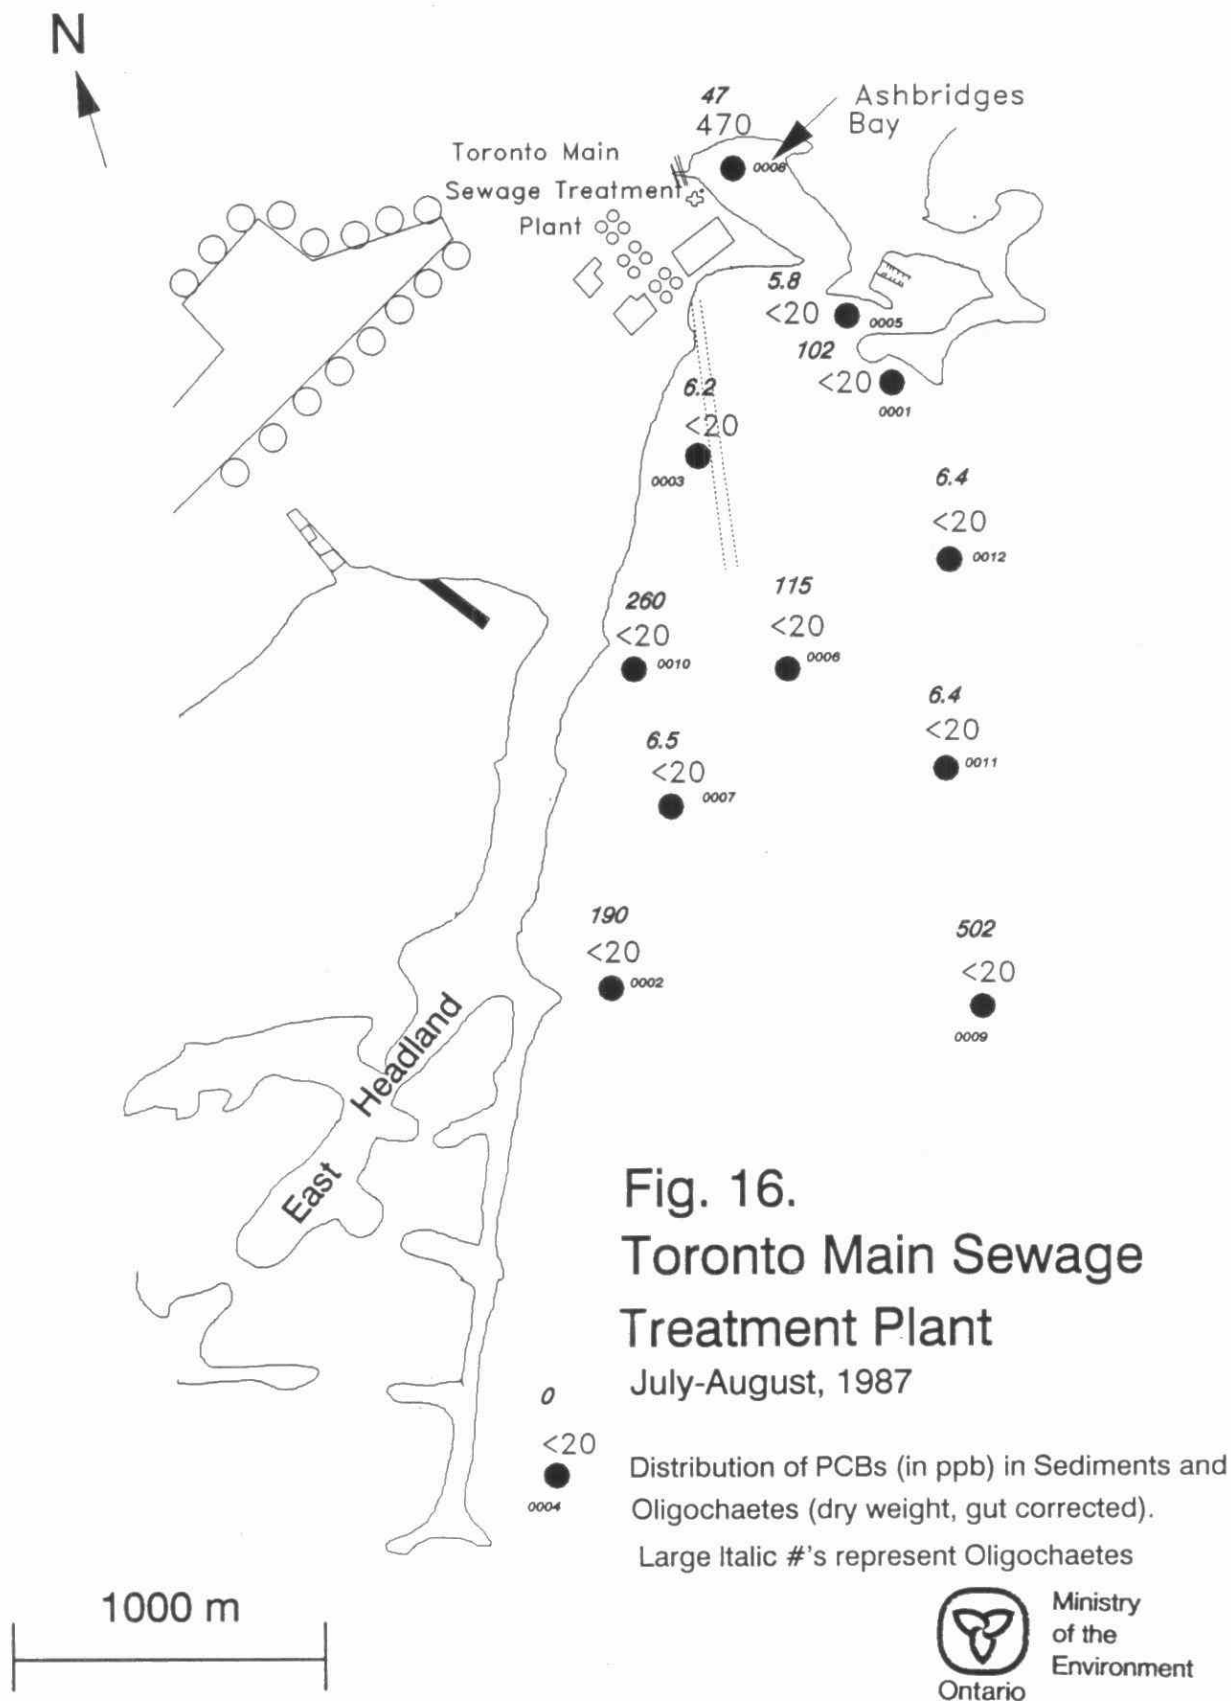 N
47
470
Ashbridges
Bay
0008
Toronto Main
Sewage Treatment
Plant
5.8
<20
0005
102
<20
0001
6.2
<20
0003
6.4
<20
0012
260
<20
0010
115
<20
0006
6.4
<20
0011
6.5
<20
0007
190
<20
0002
502
<20
0009
East Headland
Fig. 16.
Toronto Main Sewage
Treatment Plant
July-August, 1987
0
<20
0004
Distribution of PCBs (in ppb) in Sediments and
Oligochaetes (dry weight, gut corrected).
Large Italic #'s represent Oligochaetes
1000 m
Ministry
of the
Environment
Ontario